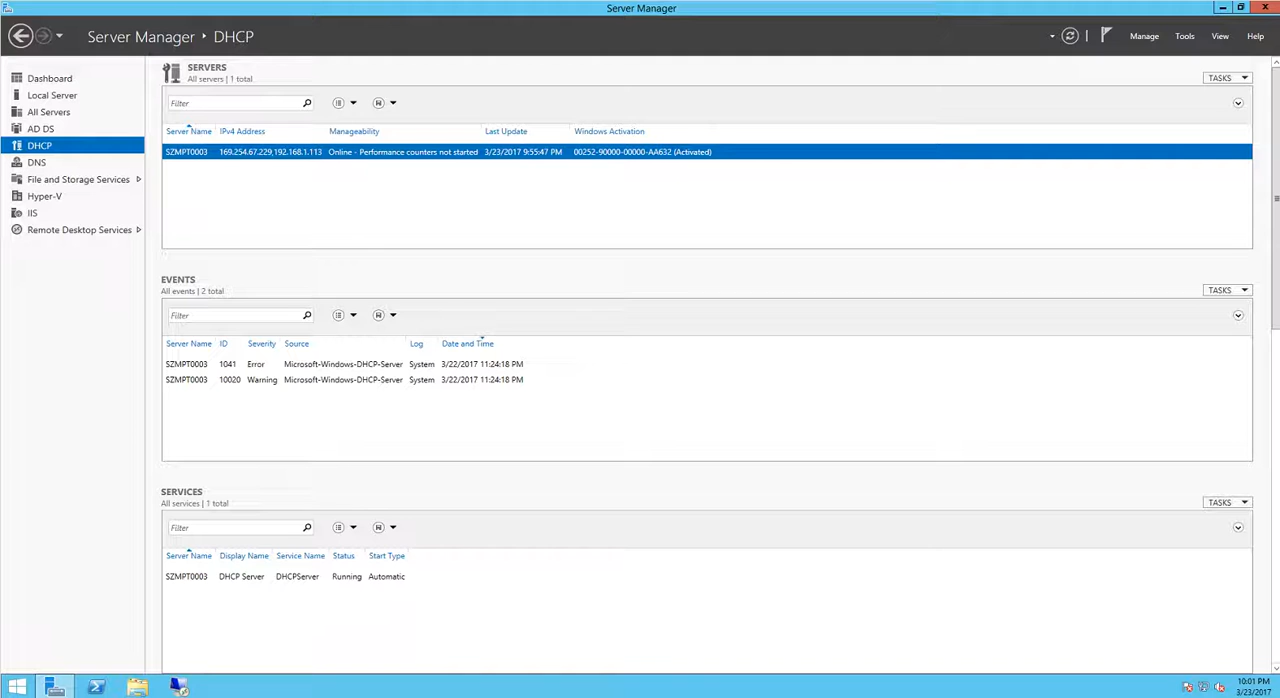 Server Manager
Server Manager ‣ DHCP
Manage Tools View Help
Dashboard
Local Server
All Servers
AD DS
DHCP
DNS
File and Storage Services
Hyper-V
IIS
Remote Desktop Services
SERVERS
All servers | 1 total
TASKS
Filter
Server Name IPv4 Address Manageability Last Update Windows Activation
SZMPT0003 169.254.67.229,192.168.1.113 Online - Performance counters not started 3/23/2017 9:55:47 PM 00252-90000-00000-AA632 (Activated)
EVENTS
All events | 2 total
TASKS
Filter
Server Name ID Severity Source Log Date and Time
SZMPT0003 1041 Error Microsoft-Windows-DHCP-Server System 3/22/2017 11:24:18 PM
SZMPT0003 10020 Warning Microsoft-Windows-DHCP-Server System 3/22/2017 11:24:18 PM
SERVICES
All services | 1 total
TASKS
Filter
Server Name Display Name Service Name Status Start Type
SZMPT0003 DHCP Server DHCPServer Running Automatic
10:01 PM
3/23/2017